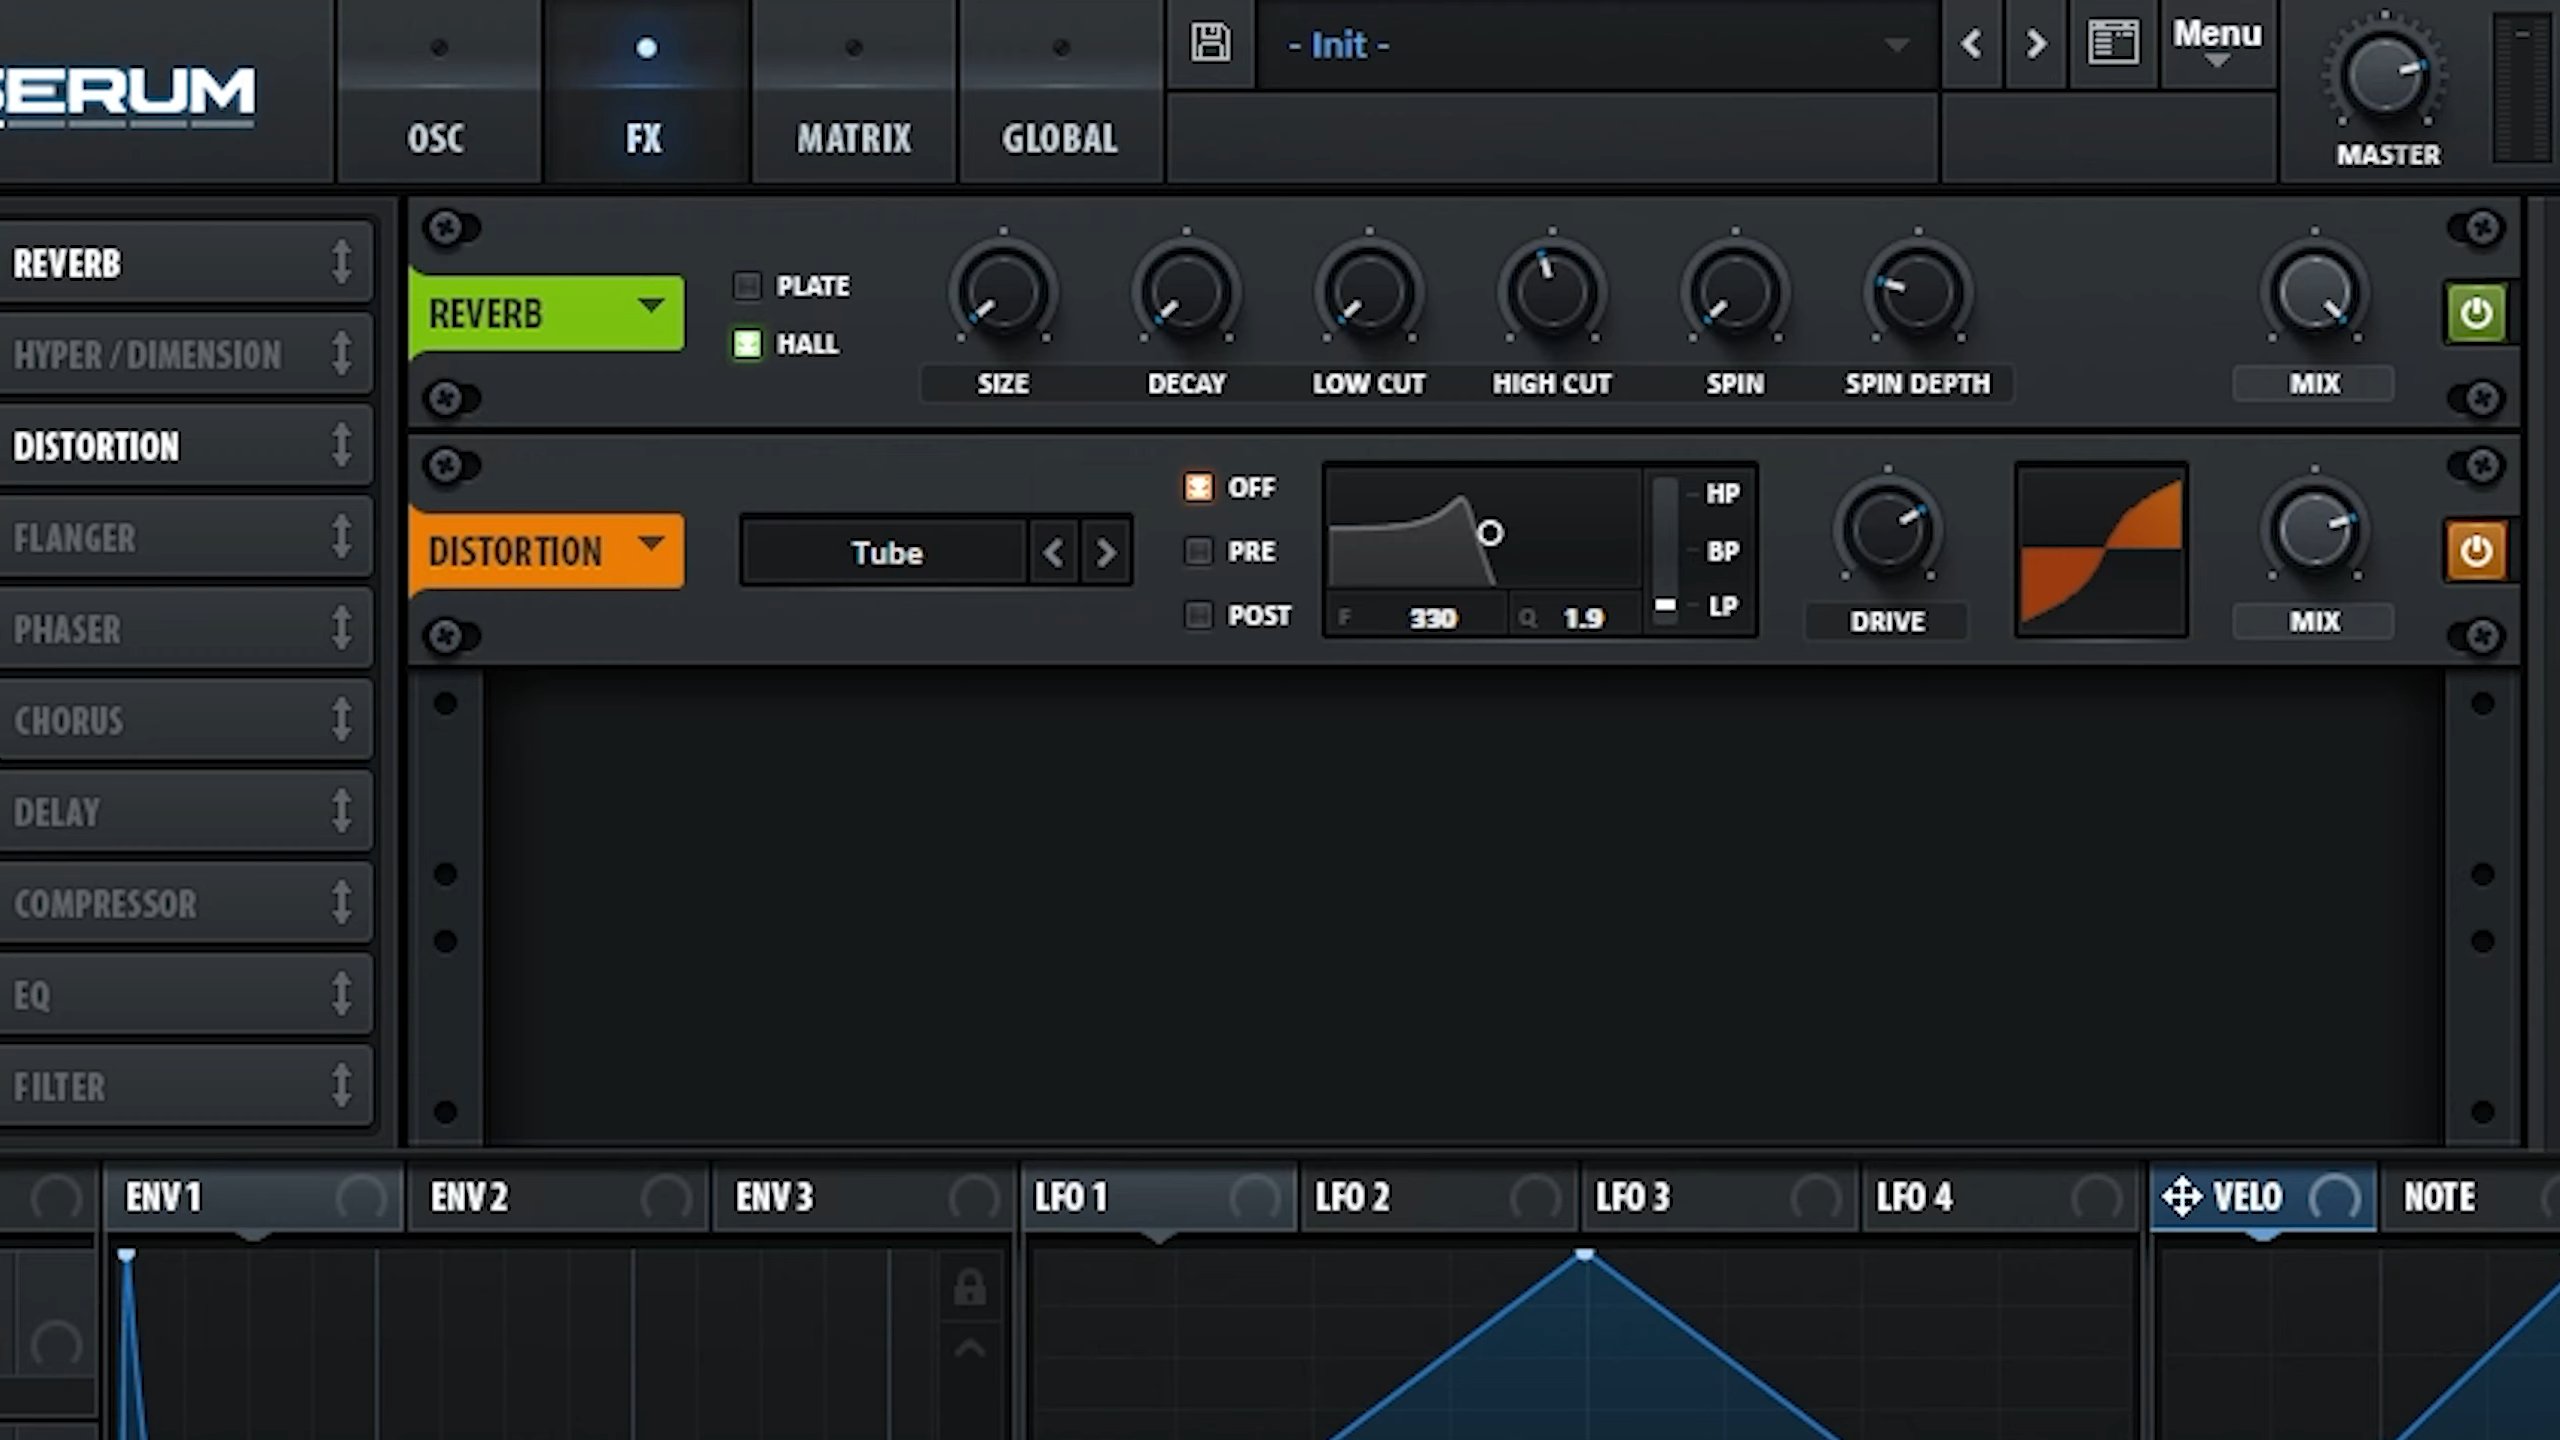 SERUM
OSC
FX
MATRIX
GLOBAL
- Init -
Menu
MASTER
REVERB
HYPER / DIMENSION
DISTORTION
FLANGER
PHASER
CHORUS
DELAY
COMPRESSOR
EQ
FILTER
REVERB
PLATE
HALL
SIZE
DECAY
LOW CUT
HIGH CUT
SPIN
SPIN DEPTH
MIX
DISTORTION
Tube
OFF
PRE
POST
F 330 Q 1.9
HP
BP
LP
DRIVE
MIX
ENV 1
ENV 2
ENV 3
LFO 1
LFO 2
LFO 3
LFO 4
VELO
NOTE